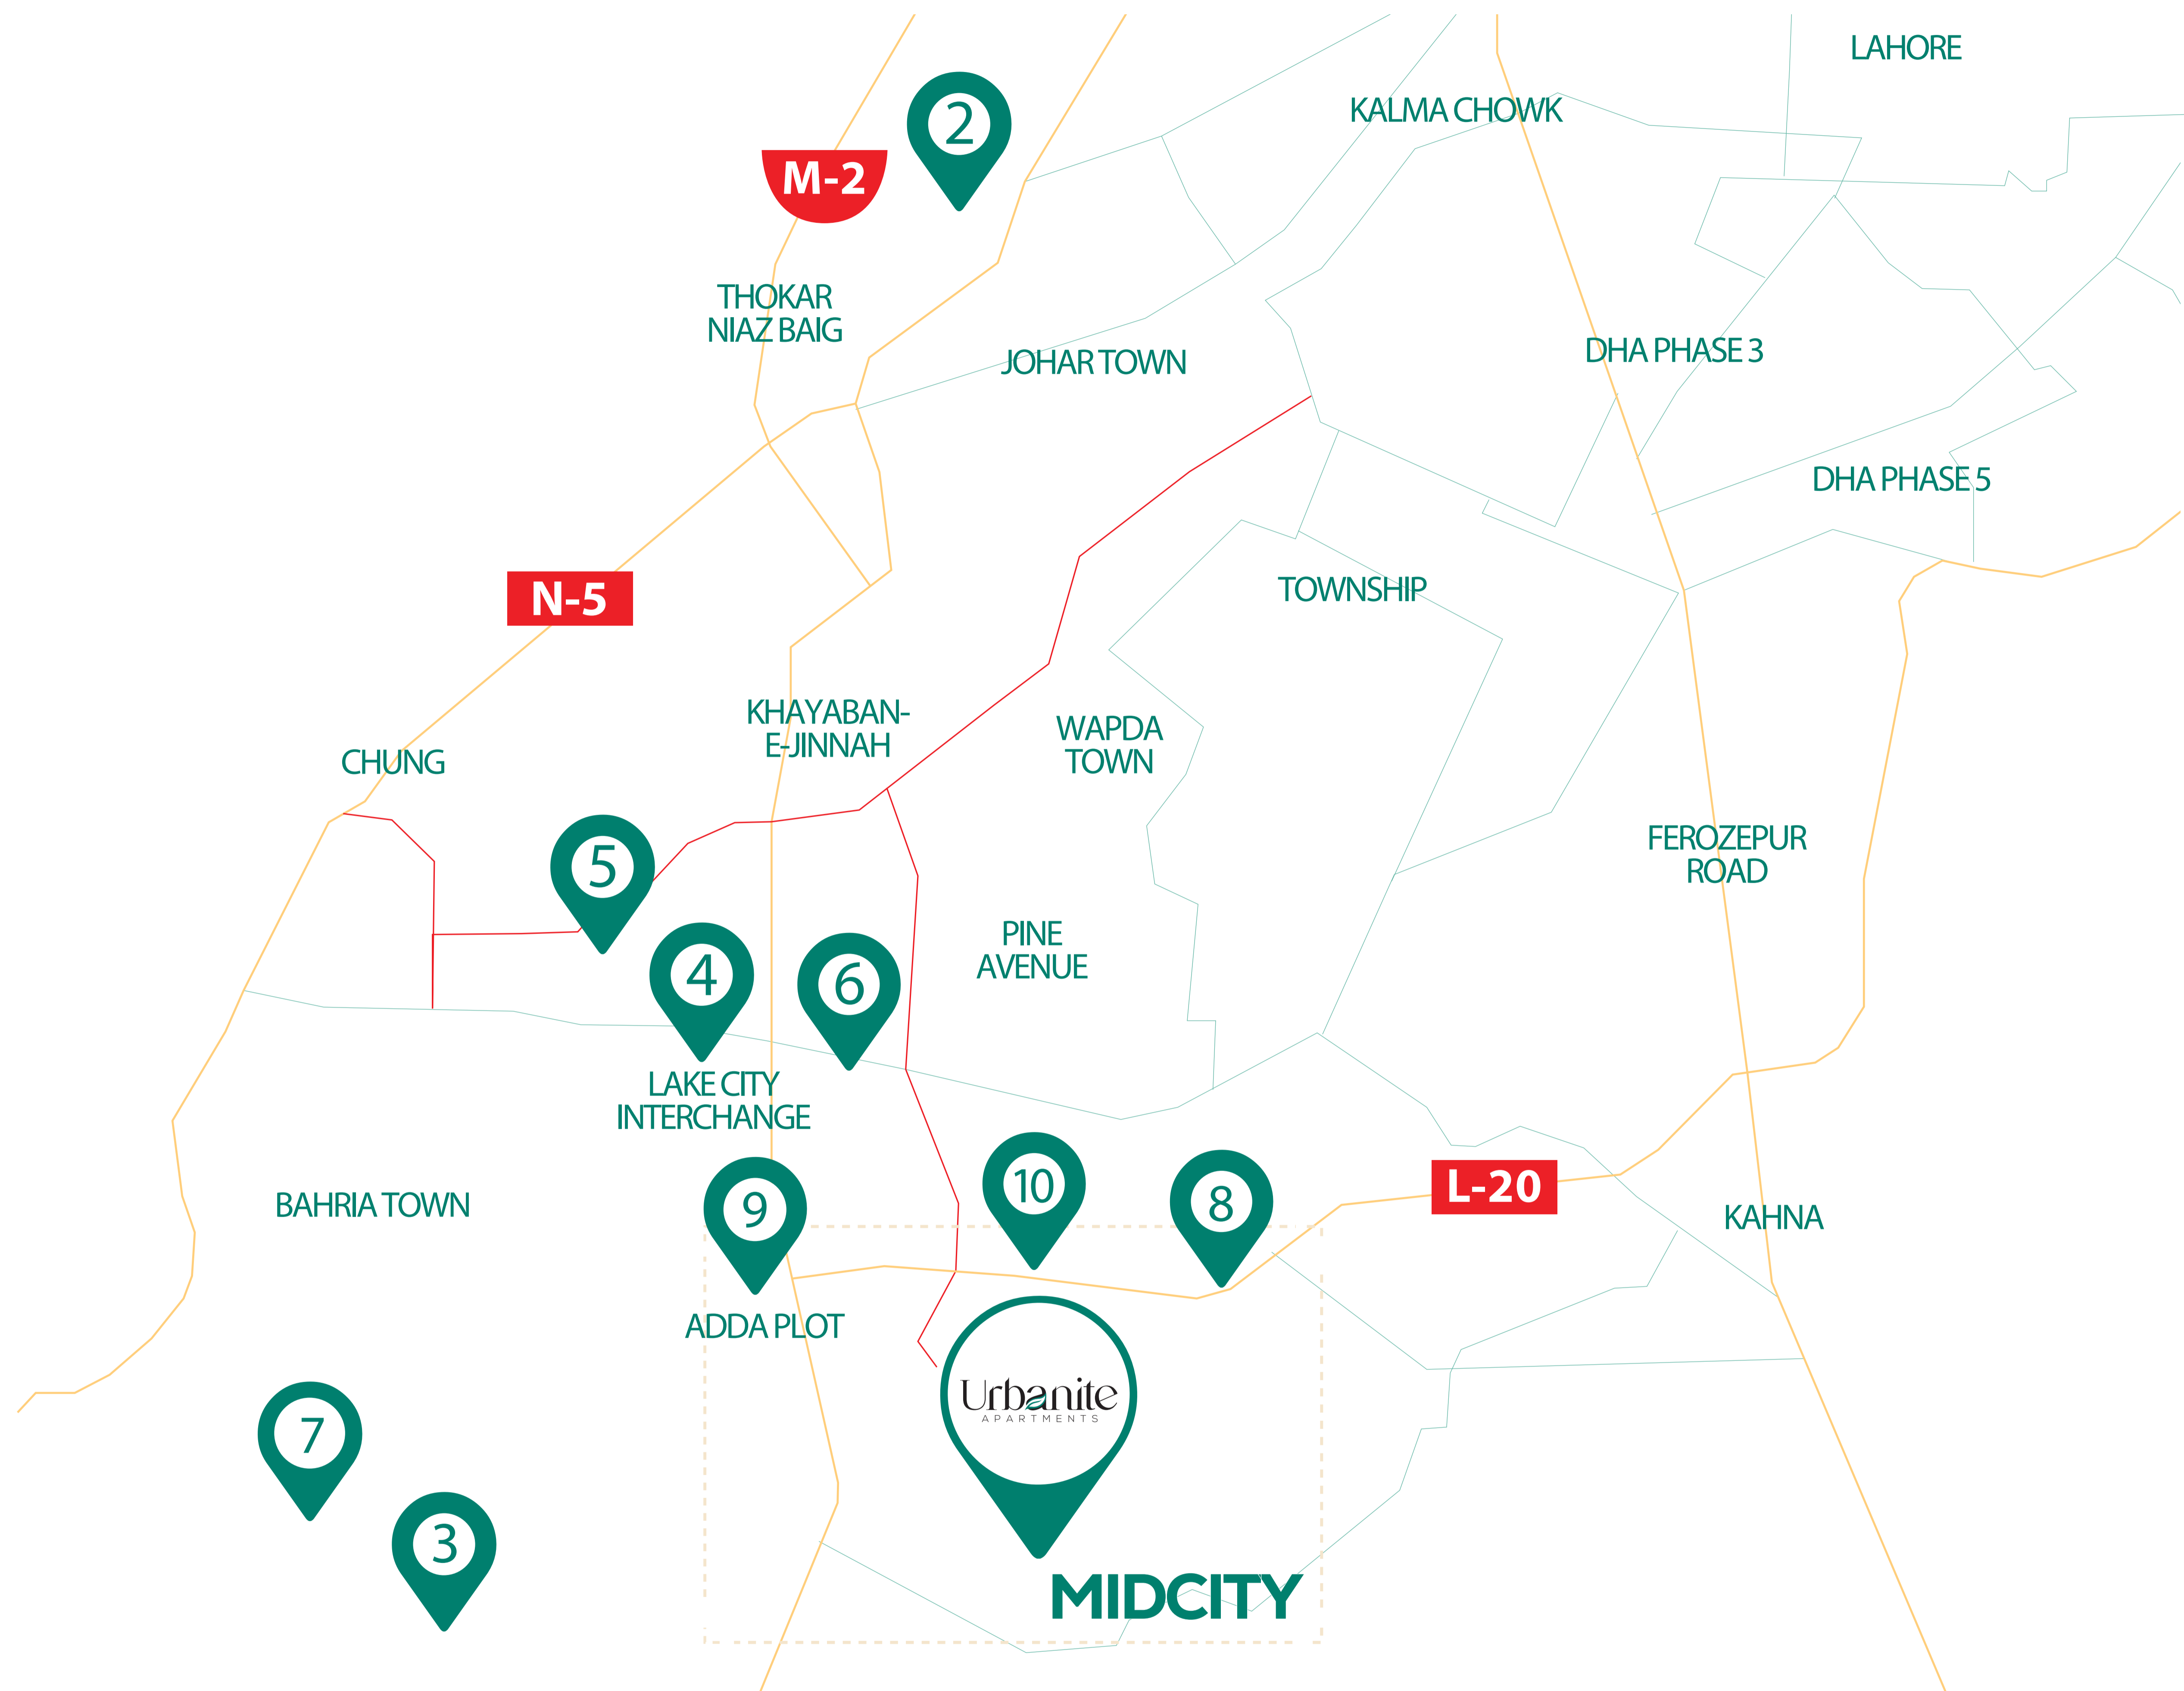 LAHORE
KALMA CHOWK
2
M-2
THOKAR
NIAZ BAIG
JOHAR TOWN
DHA PHASE 3
DHA PHASE 5
N-5
TOWNSHIP
KHAYABAN-
E-JINNAH
WAPDA
TOWN
CHUNG
FEROZEPUR
ROAD
5
4
6
PINE
AVENUE
LAKE CITY
INTERCHANGE
BAHRIA TOWN
9
10
8
L-20
KAHNA
ADDA PLOT
Urbanite
APARTMENTS
7
3
MIDCITY